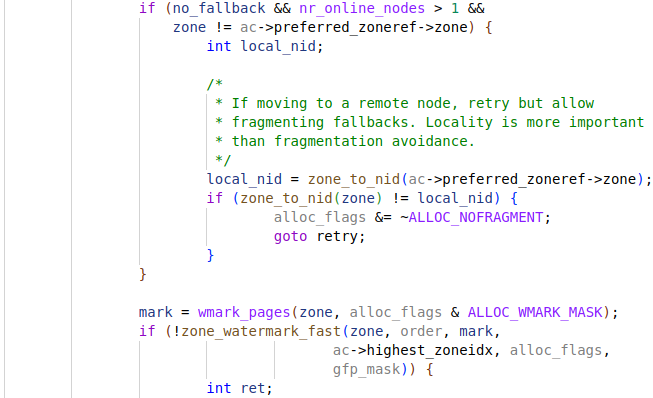 if (no_fallback && nr_online_nodes > 1 &&
zone != ac->preferred_zoneref->zone) {
int local_nid;
/*
* If moving to a remote node, retry but allow
* fragmenting fallbacks. Locality is more important
* than fragmentation avoidance.
*/
local_nid = zone_to_nid(ac->preferred_zoneref->zone);
if (zone_to_nid(zone) != local_nid) {
alloc_flags &= ~ALLOC_NOFRAGMENT;
goto retry;
}
}
mark = wmark_pages(zone, alloc_flags & ALLOC_WMARK_MASK);
if (!zone_watermark_fast(zone, order, mark,
ac->highest_zoneidx, alloc_flags,
gfp_mask)) {
int ret;